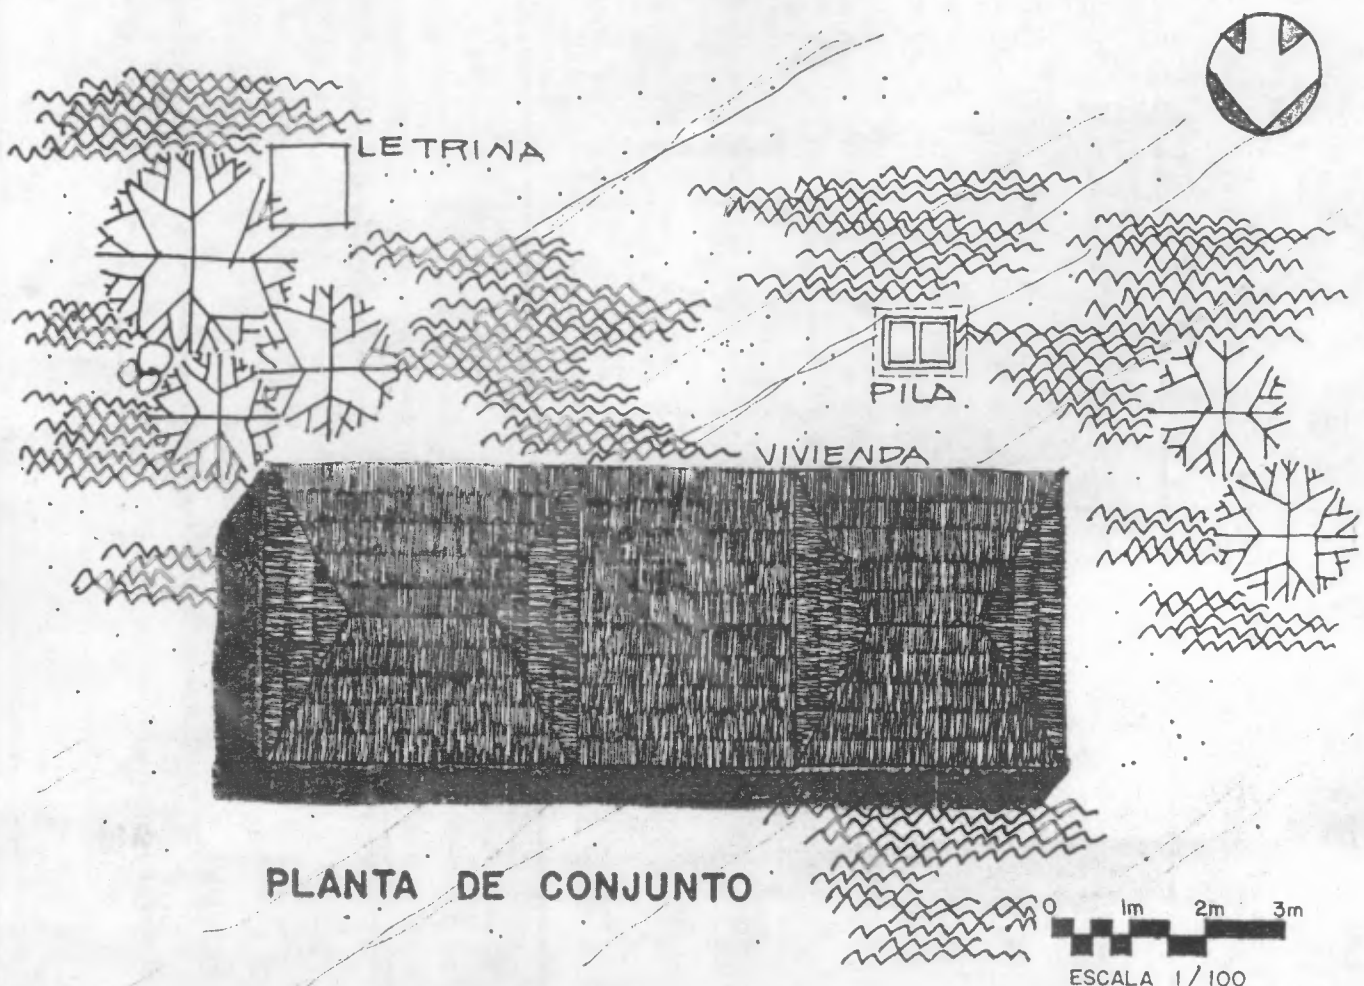 LETRINA
PILA
VIVIENDA
PLANTA DE CONJUNTO
0 1m 2m 3m
ESCALA 1/100